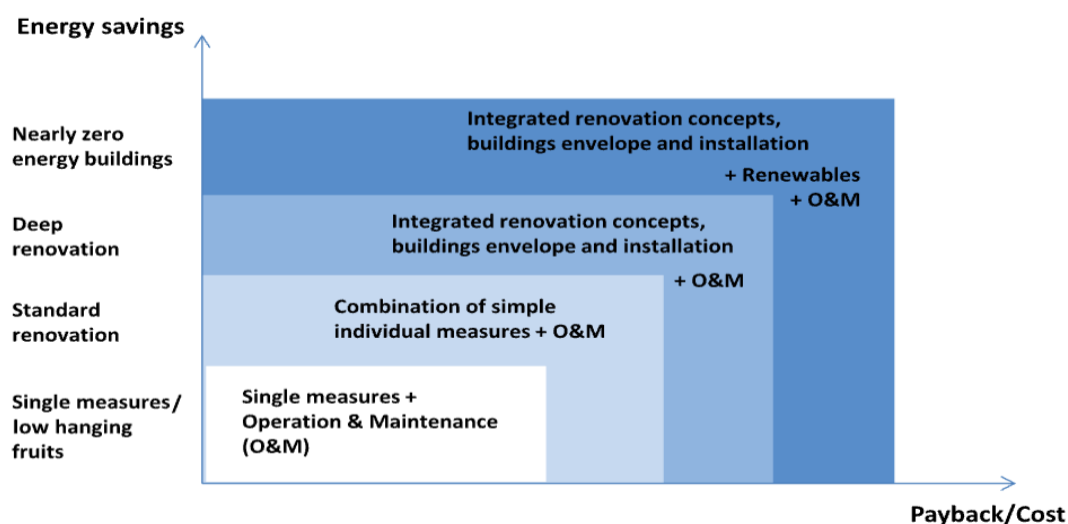 Energy savings
Nearly zero
energy buildings
Integrated renovation concepts,
buildings envelope and installation
+ Renewables
+ O&M
Deep
renovation
Integrated renovation concepts,
buildings envelope and installation
+ O&M
Standard
renovation
Combination of simple
individual measures + O&M
Single measures/
low hanging
fruits
Single measures +
Operation & Maintenance
(O&M)
Payback/Cost